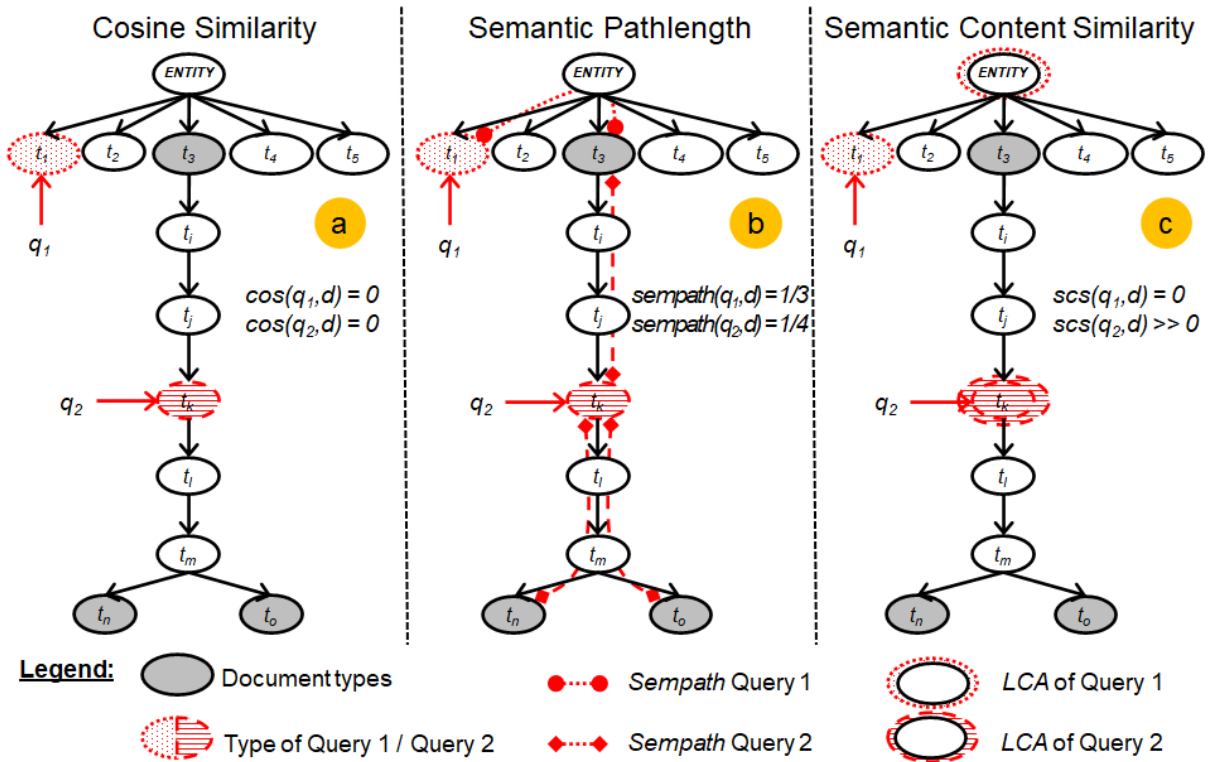 Cosine Similarity
ENTITY
t1 t2 t3 t4 t5
q1
ti
a
tj
cos(q1,d) = 0
cos(q2,d) = 0
q2
tk
tl
tm
tn to
Semantic Pathlength
ENTITY
t1 t2 t3 t4 t5
q1
ti
b
tj
sempath(q1,d) = 1/3
sempath(q2,d) = 1/4
q2
tk
tl
tm
tn to
Semantic Content Similarity
ENTITY
t1 t2 t3 t4 t5
q1
ti
c
tj
scs(q1,d) = 0
scs(q2,d) >> 0
q2
tk
tl
tm
tn to
Legend:
Document types
Type of Query 1 / Query 2
Sempath Query 1
Sempath Query 2
LCA of Query 1
LCA of Query 2